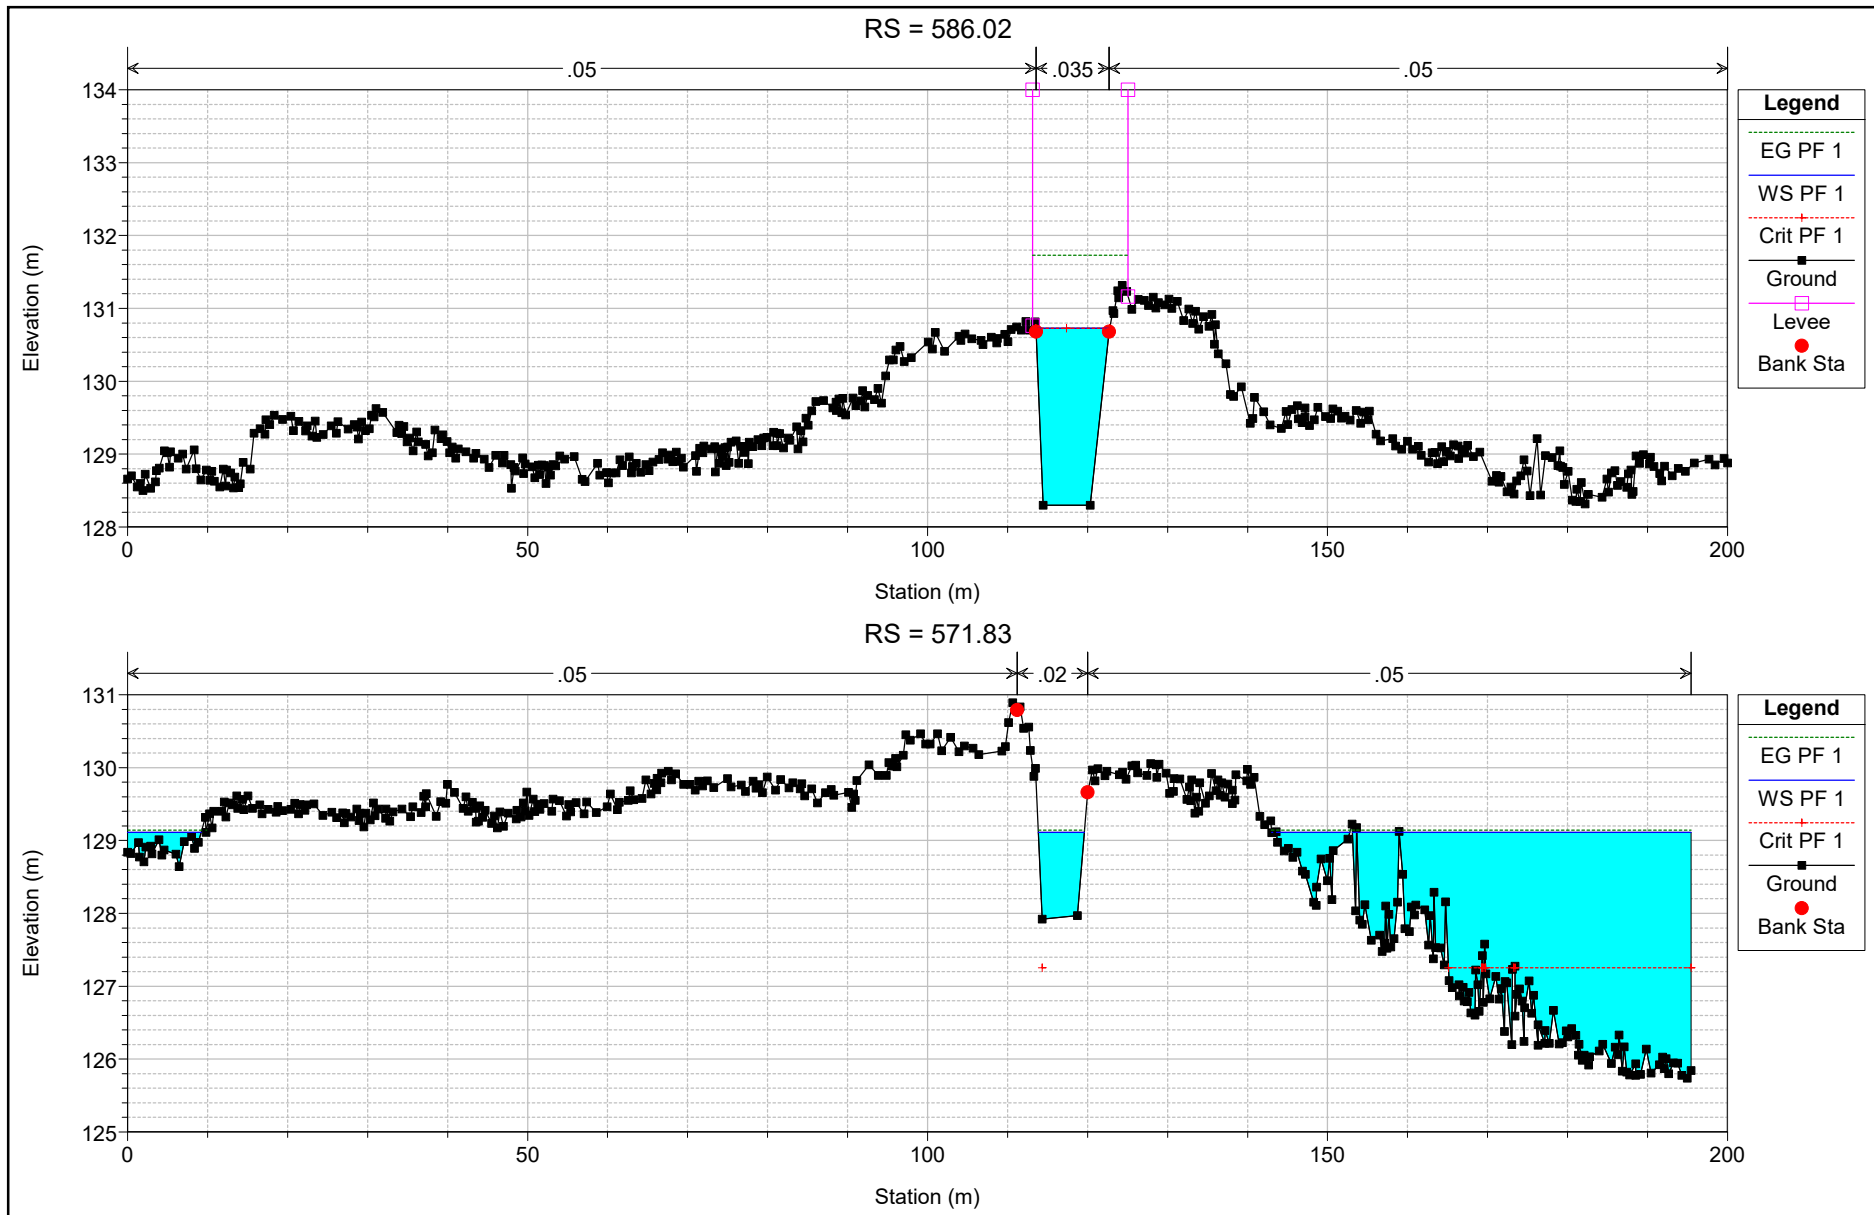 RS = 586.02
.05
.035
.05
134
133
132
131
130
129
128
Elevation (m)
0
50
100
150
200
Station (m)
Legend
EG PF 1
WS PF 1
Crit PF 1
Ground
Levee
Bank Sta
RS = 571.83
.05
.02
.05
131
130
129
128
127
126
125
Elevation (m)
0
50
100
150
200
Station (m)
Legend
EG PF 1
WS PF 1
Crit PF 1
Ground
Bank Sta